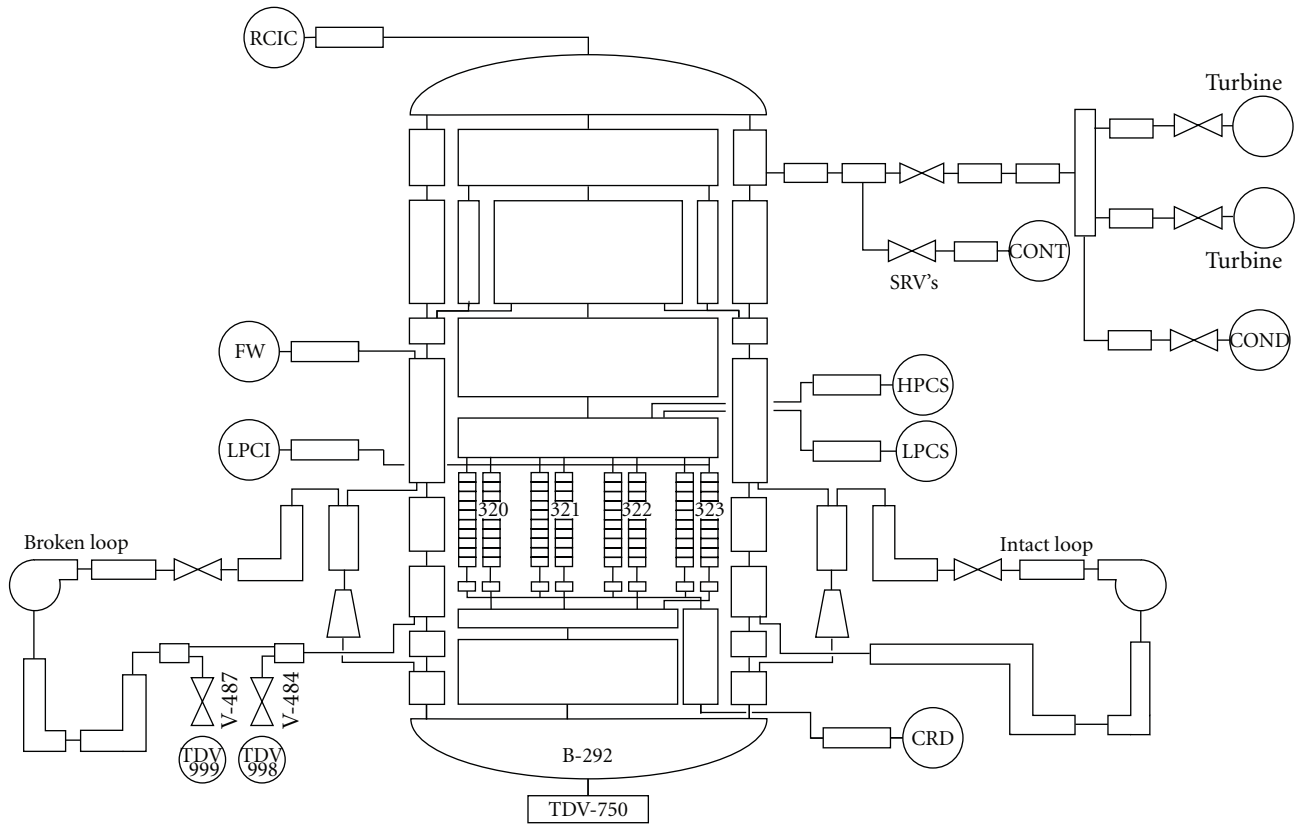 RCIC
Turbine
Turbine
CONT
SRV's
COND
FW
HPCS
LPCI
LPCS
320
321
322
323
Broken loop
Intact loop
V-487
V-484
TDV
999
TDV
998
CRD
B-292
TDV-750